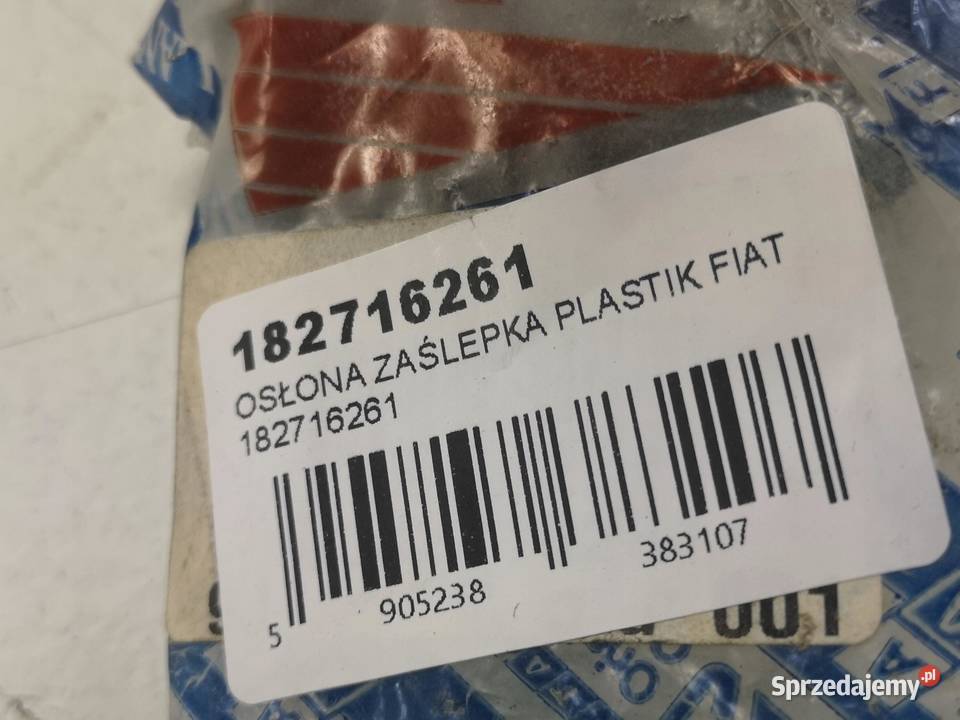 182716261
OSŁONA ZAŚLEPKA PLASTIK FIAT
182716261
5 905238 383107
001
Sprzedajemy.pl